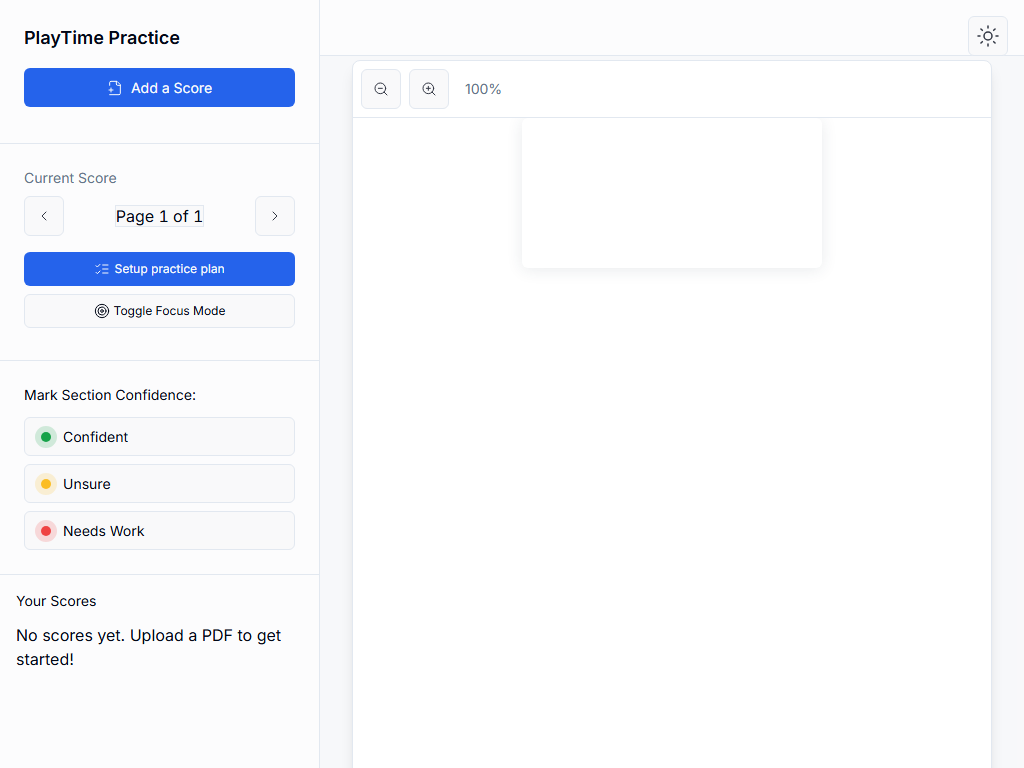 PlayTime Practice
Add a Score
Current Score
Page 1 of 1
Setup practice plan
Toggle Focus Mode
Mark Section Confidence:
Confident
Unsure
Needs Work
Your Scores
No scores yet. Upload a PDF to get
started!
100%